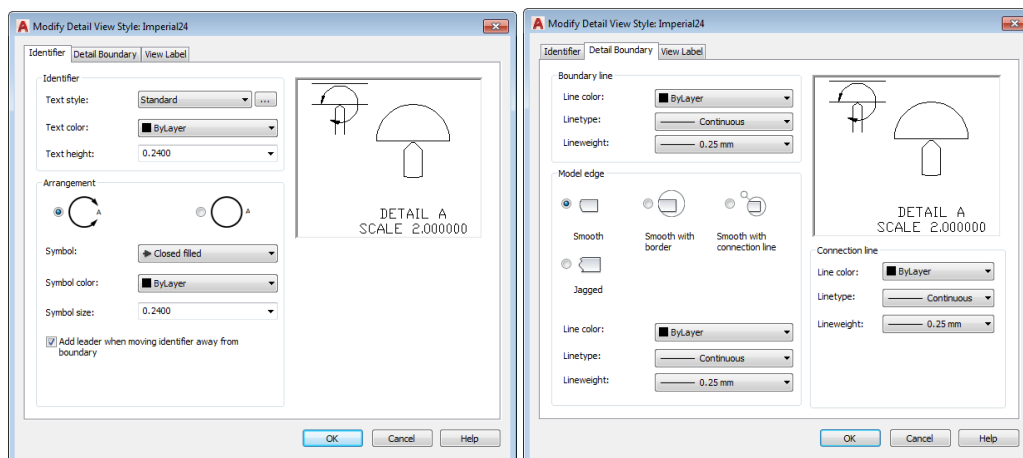 Modify Detail View Style: Imperial24
Identifier Detail Boundary View Label
Identifier
Text style: Standard ...
Text color: ByLayer
Text height: 0.2400
Arrangement
A A
Symbol: Closed filled
Symbol color: ByLayer
Symbol size: 0.2400
Add leader when moving identifier away from
boundary
DETAIL A
SCALE 2.000000
OK Cancel Help
Modify Detail View Style: Imperial24
Identifier Detail Boundary View Label
Boundary line
Line color: ByLayer
Linetype: Continuous
Lineweight: 0.25 mm
Model edge
Smooth
Smooth with
border
Smooth with
connection line
Jagged
Line color: ByLayer
Linetype: Continuous
Lineweight: 0.25 mm
DETAIL A
SCALE 2.000000
Connection line
Line color: ByLayer
Linetype: Continuous
Lineweight: 0.25 mm
OK Cancel Help